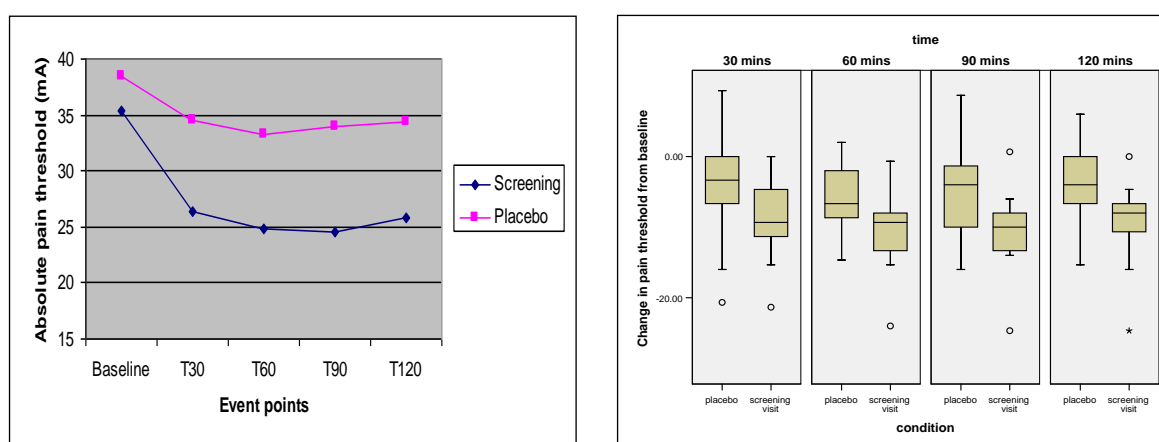 40
35
30
25
20
15
Absolute pain threshold (mA)
Baseline T30 T60 T90 T120
Event points
Screening
Placebo
time
30 mins 60 mins 90 mins 120 mins
0.00
-20.00
Change in pain threshold from baseline
placebo screening visit placebo screening visit placebo screening visit placebo screening visit
condition